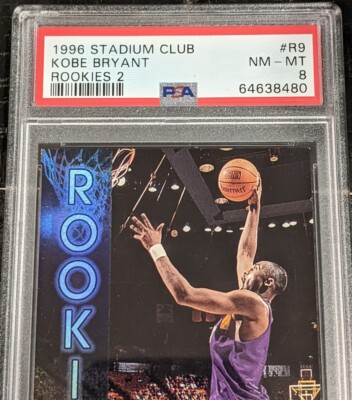 1996 STADIUM CLUB #R9
KOBE BRYANT NM - MT
ROOKIES 2 8
PSA 64638480
ROOKI